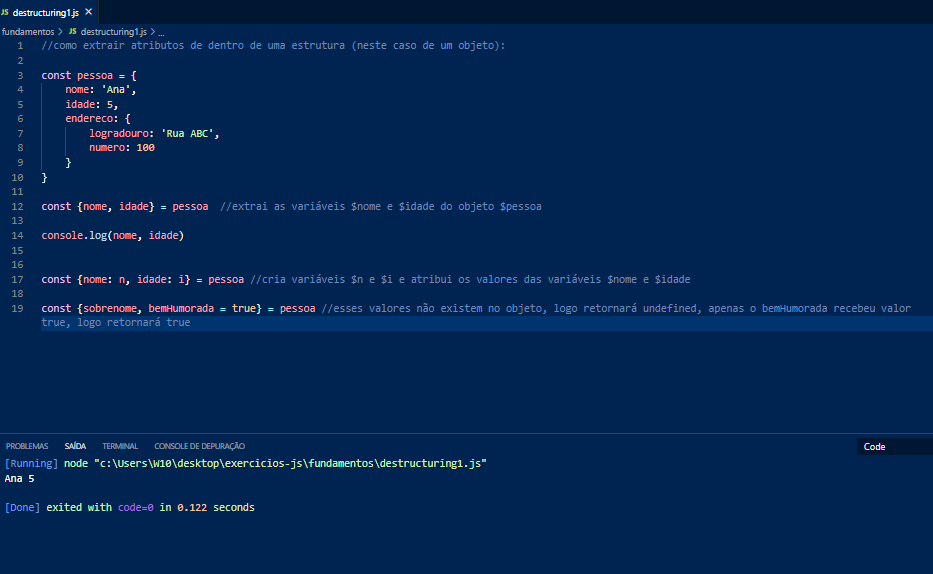 JS destructuring1.js ×
fundamentos > JS destructuring1.js > ...
1 //como extrair atributos de dentro de uma estrutura (neste caso de um objeto):
2
3 const pessoa = {
4 nome: 'Ana',
5 idade: 5,
6 endereco: {
7 logradouro: 'Rua ABC',
8 numero: 100
9 }
10 }
11
12 const {nome, idade} = pessoa //extrai as variáveis $nome e $idade do objeto $pessoa
13
14 console.log(nome, idade)
15
16
17 const {nome: n, idade: i} = pessoa //cria variáveis $n e $i e atribui os valores das variáveis $nome e $idade
18
19 const {sobrenome, bemHumorada = true} = pessoa //esses valores não existem no objeto, logo retornará undefined, apenas o bemHumorada recebeu valor
true, logo retornará true
PROBLEMAS SAÍDA TERMINAL CONSOLE DE DEPURAÇÃO Code
[Running] node "c:\Users\W10\desktop\exercicios-js\fundamentos\destructuring1.js"
Ana 5
[Done] exited with code=0 in 0.122 seconds